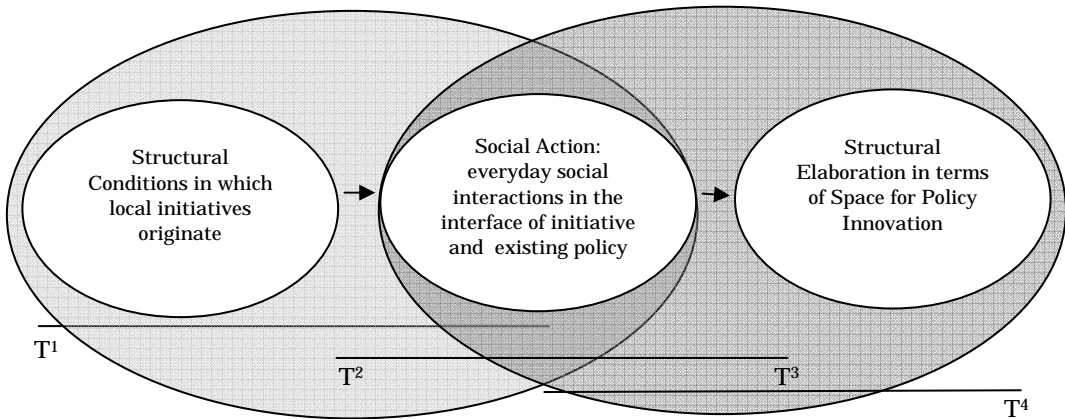 Structural
Conditions in which
local initiatives
originate
Social Action:
everyday social
interactions in the
interface of initiative
and existing policy
Structural
Elaboration in terms
of Space for Policy
Innovation
T¹
T²
T³
T⁴